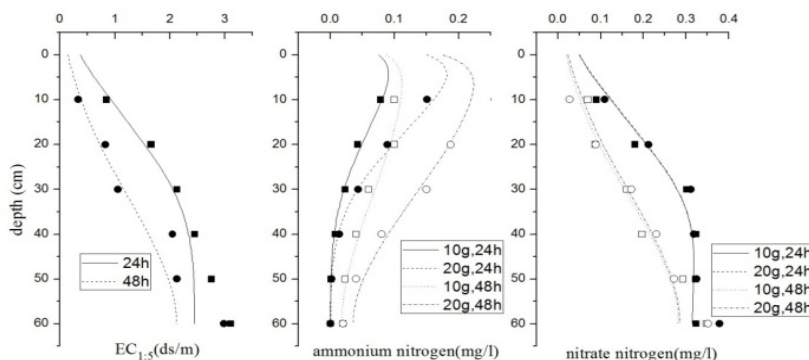 0 1 2 3
0.0 0.1 0.2
0.0 0.1 0.2 0.3 0.4
0
10
20
30
40
50
60
depth (cm)
24h
48h
EC1:5(ds/m)
0
10
20
30
40
50
60
10g,24h
20g,24h
10g,48h
20g,48h
ammonium nitrogen(mg/l)
0
10
20
30
40
50
60
10g,24h
20g,24h
10g,48h
20g,48h
nitrate nitrogen(mg/l)